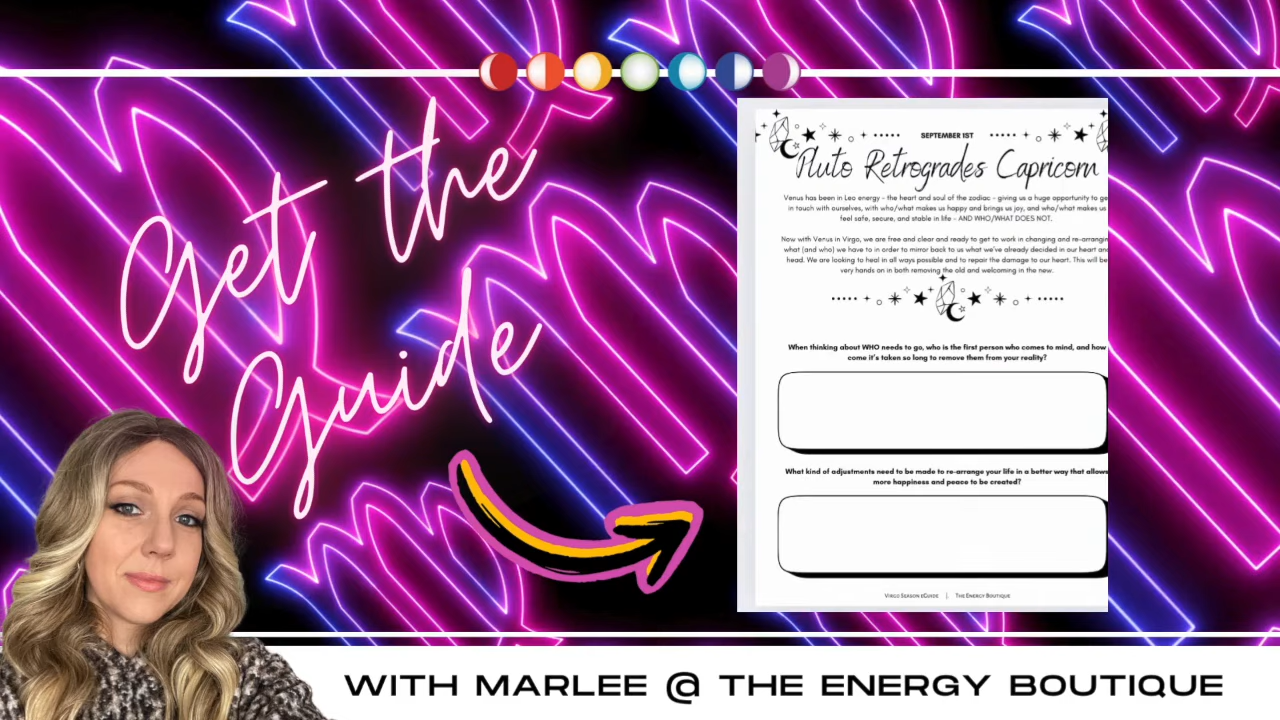 Get the
Guide
SEPTEMBER 1ST
Pluto Retrogrades Capricorn
Venus has been in Leo energy - the heart and soul of the zodiac - giving us a huge opportunity to ge
in touch with ourselves, with who/what makes us happy and brings us joy, and who/what makes us
feel safe, secure, and stable in life - AND WHO/WHAT DOES NOT.
Now with Venus in Virgo, we are free and clear and ready to get to work in changing and re-arrangin
what (and who) we have to in order to mirror back to us what we've already decided in our heart and
head. We are looking to heal in all ways possible and to repair the damage to our heart. This will be
very hands on in both removing the old and welcoming in the new.
When thinking about WHO needs to go, who is the first person who comes to mind, and how
come it's taken so long to remove them from your reality?
What kind of adjustments need to be made to re-arrange your life in a better way that allows
more happiness and peace to be created?
VIRGO SEASON EGUIDE | THE ENERGY BOUTIQUE
WITH MARLEE @ THE ENERGY BOUTIQUE